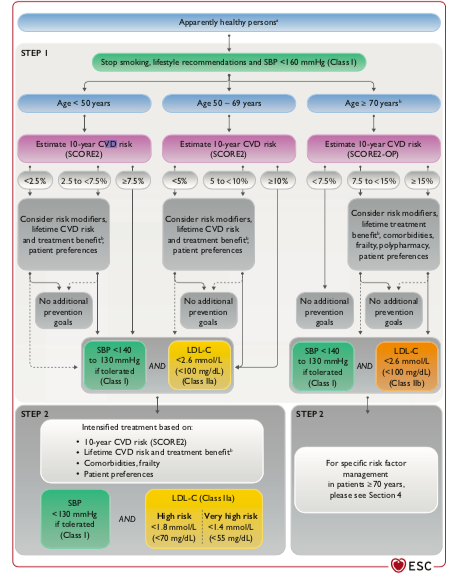 Apparently healthy personsᵃ
STEP 1
Stop smoking, lifestyle recommendations and SBP <160 mmHg (Class I)
Age < 50 years
Age 50 – 69 years
Age ≥ 70 yearsᵇ
Estimate 10-year CVD risk
(SCORE2)
Estimate 10-year CVD risk
(SCORE2)
Estimate 10-year CVD risk
(SCORE2-OP)
<2.5%
2.5 to <7.5%
≥7.5%
<5%
5 to <10%
≥10%
<7.5%
7.5 to <15%
≥15%
Consider risk modifiers,
lifetime CVD risk
and treatment benefitᵇ,
patient preferences
Consider risk modifiers,
lifetime CVD risk
and treatment benefitᵇ,
patient preferences
Consider risk modifiers,
lifetime treatment
benefitᵇ, comorbidities,
frailty, polypharmacy,
patient preferences
No additional
prevention
goals
No additional
prevention
goals
No additional
prevention
goals
No additional
prevention
goals
SBP <140
to 130 mmHg
if tolerated
(Class I)
AND
LDL-C
<2.6 mmol/L
(<100 mg/dL)
(Class IIa)
SBP <140
to 130 mmHg
if tolerated
(Class I)
AND
LDL-C
<2.6 mmol/L
(<100 mg/dL)
(Class IIb)
STEP 2
Intensified treatment based on:
• 10-year CVD risk (SCORE2)
• Lifetime CVD risk and treatment benefitᵇ
• Comorbidities, frailty
• Patient preferences
SBP
<130 mmHg
if tolerated
(Class I)
AND
LDL-C (Class IIa)
High risk
<1.8 mmol/L
(<70 mg/dL)
Very high risk
<1.4 mmol/L
(<55 mg/dL)
STEP 2
For specific risk factor
management
in patients ≥70 years,
please see Section 4
ESC